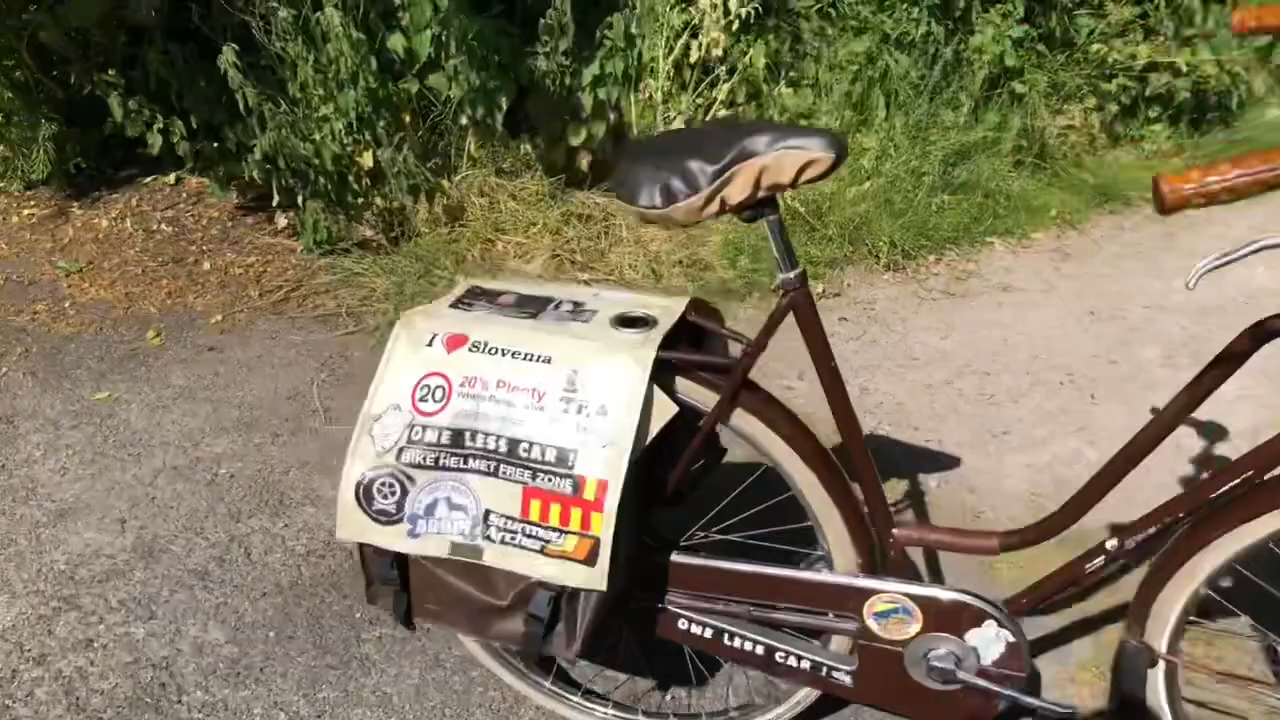 I ❤ Slovenia
20
20's Plenty
ONE LESS CAR !
BIKE HELMET FREE ZONE
Sturmey
Archer
ONE LESS CAR !